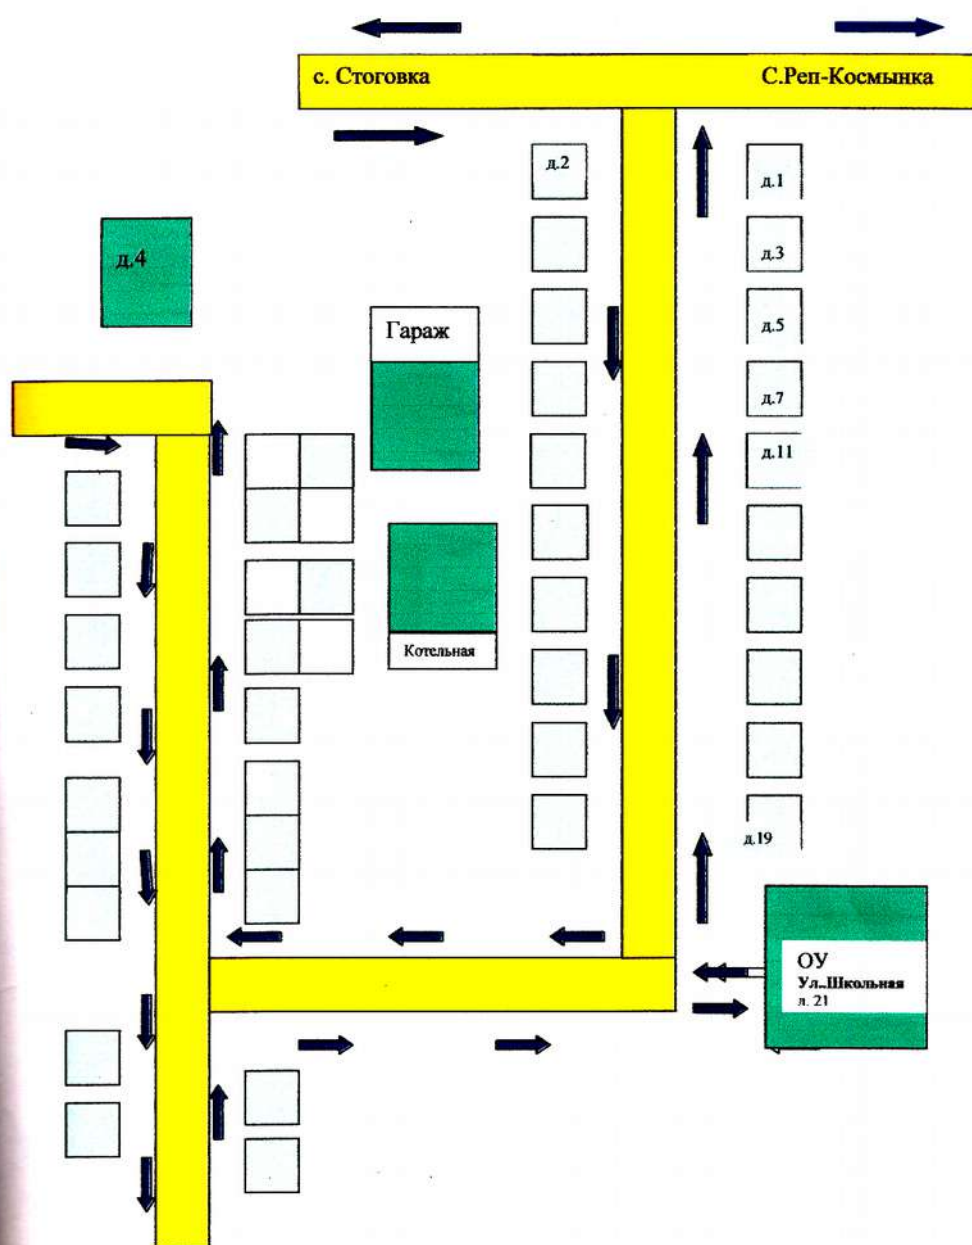 с. Стоговка
С.Реп-Космынка
д.2
д.1
д.3
д.4
д.5
Гараж
д.7
д.11
Котельная
д.19
ОУ
Ул..Школьная
л. 21